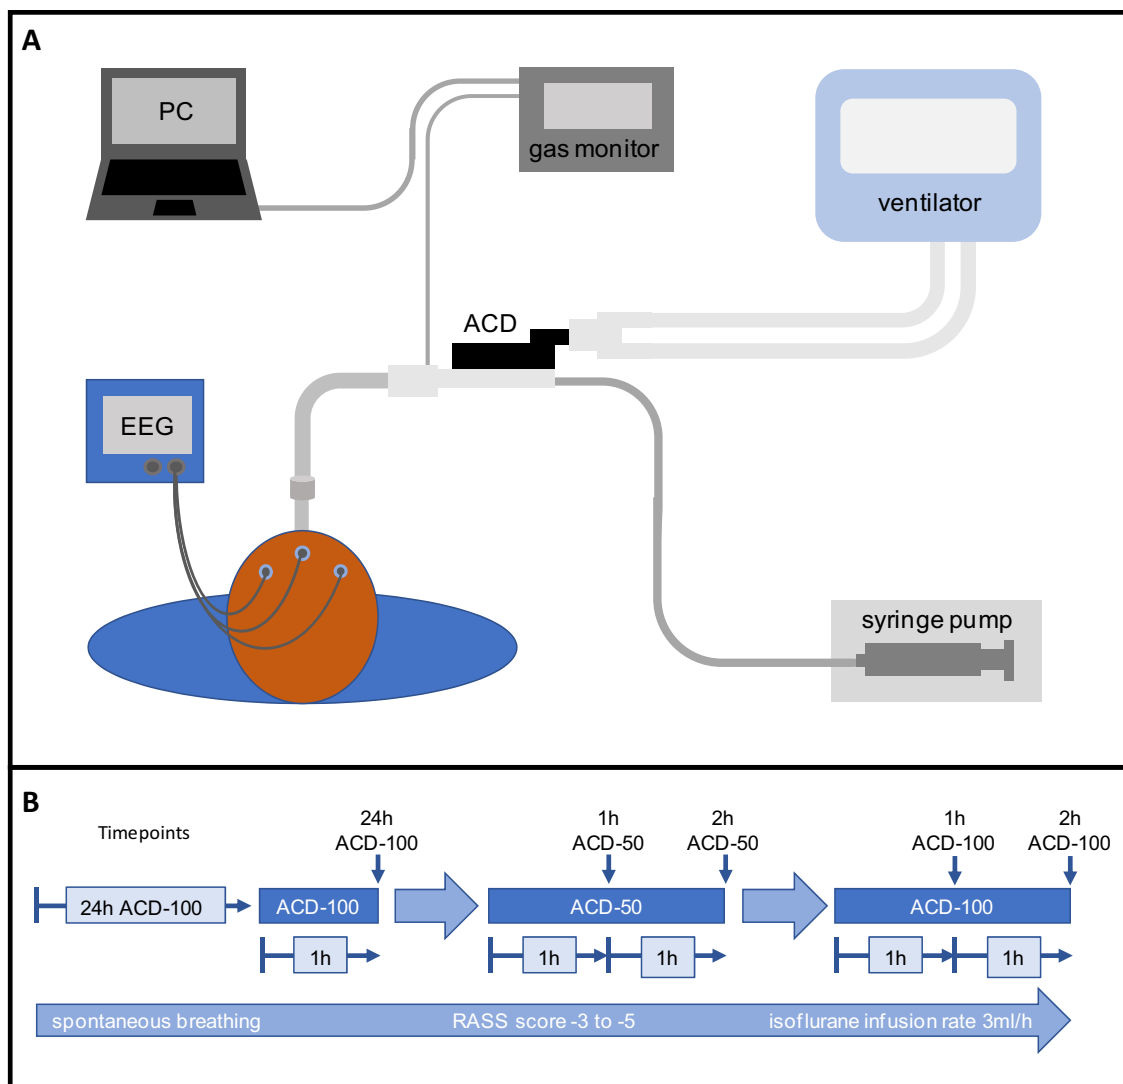 A
PC
gas monitor
ventilator
ACD
EEG
syringe pump
B
Timepoints
24h
ACD-100
1h
ACD-50
2h
ACD-50
1h
ACD-100
2h
ACD-100
24h ACD-100
ACD-100
ACD-50
ACD-100
1h
1h
1h
1h
1h
spontaneous breathing
RASS score -3 to -5
isoflurane infusion rate 3ml/h